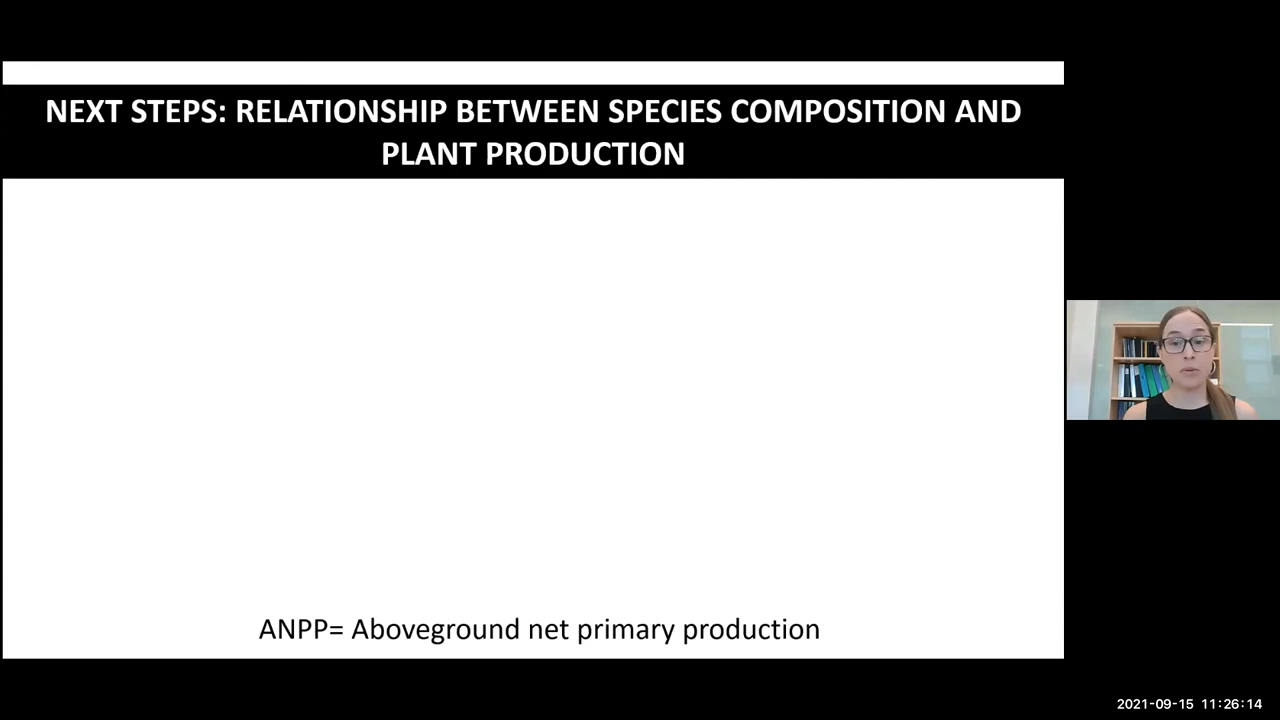 NEXT STEPS: RELATIONSHIP BETWEEN SPECIES COMPOSITION AND
PLANT PRODUCTION
ANPP= Aboveground net primary production
2021-09-15 11:26:14